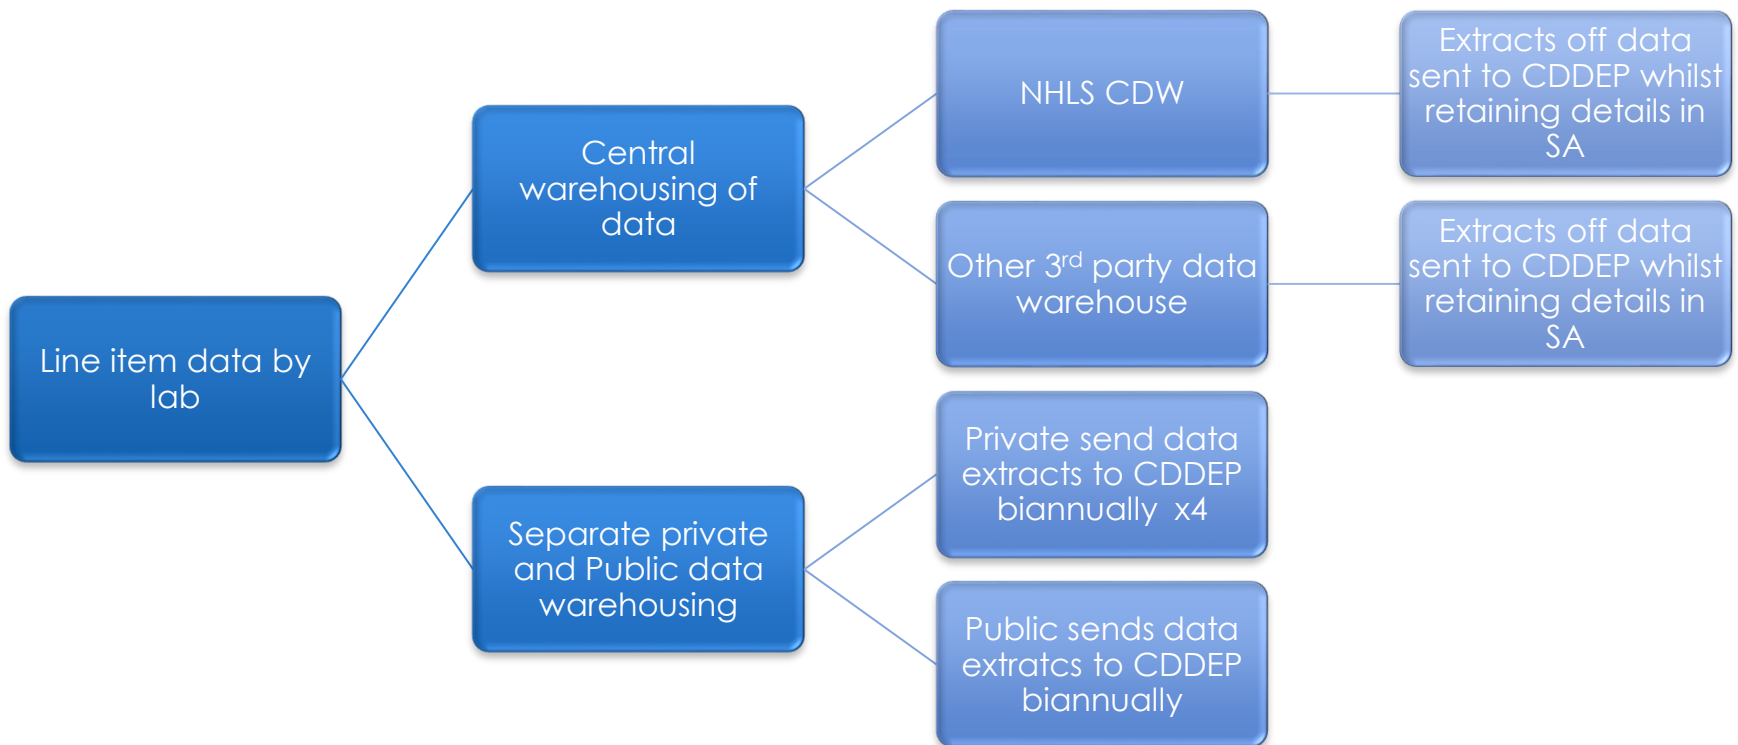 Line item data by
lab
Central
warehousing of
data
NHLS CDW
Extracts off data
sent to CDDEP whilst
retaining details in
SA
Other 3rd party data
warehouse
Extracts off data
sent to CDDEP whilst
retaining details in
SA
Separate private
and Public data
warehousing
Private send data
extracts to CDDEP
biannually  x4
Public sends data
extratcs to CDDEP
biannually